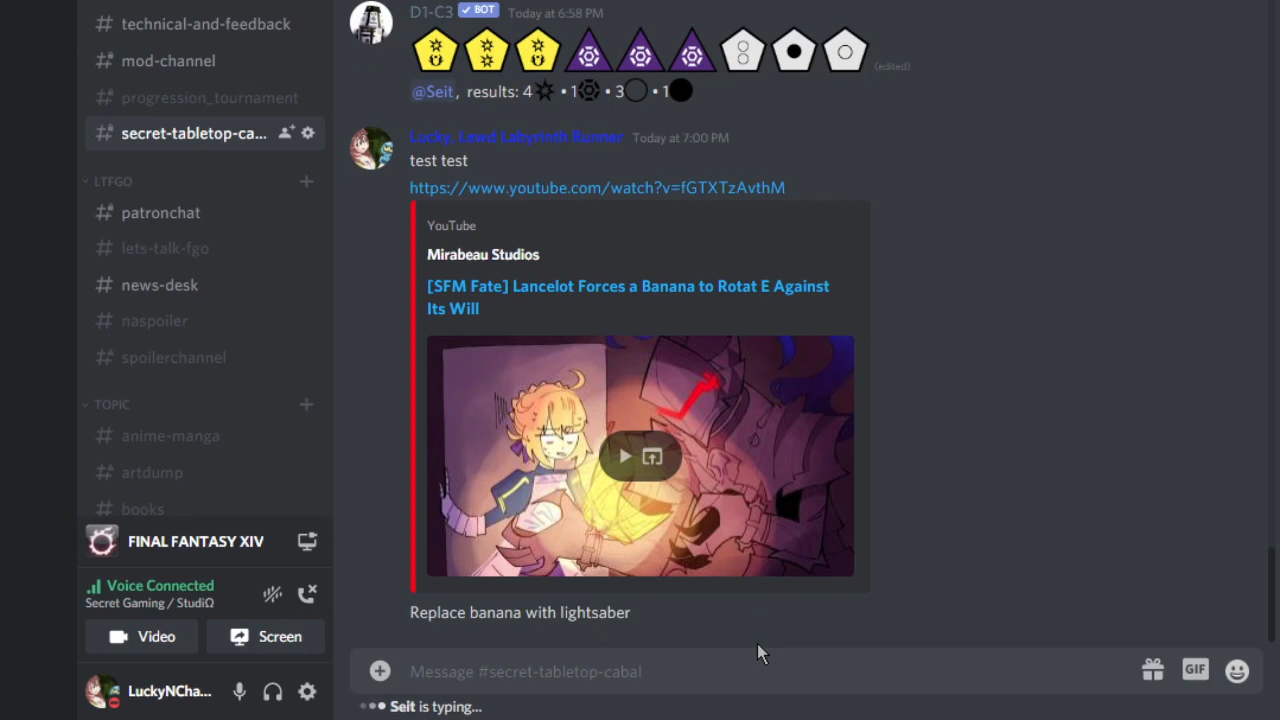 technical-and-feedback
mod-channel
progression_tournament
secret-tabletop-ca...
LTFGO
patronchat
lets-talk-fgo
news-desk
naspoiler
spoilerchannel
TOPIC
anime-manga
artdump
books
FINAL FANTASY XIV
Voice Connected
Secret Gaming / StudiΩ
Video
Screen
LuckyNCha...
D1-C3 ✔ BOT Today at 6:58 PM
(edited)
@Seit, results: 4 • 1 • 3 • 1
Lucky, Lewd Labyrinth Runner Today at 7:00 PM
test test
https://www.youtube.com/watch?v=fGTXTzAvthM
YouTube
Mirabeau Studios
[SFM Fate] Lancelot Forces a Banana to Rotat E Against
Its Will
Replace banana with lightsaber
Message #secret-tabletop-cabal
GIF
Seit is typing...